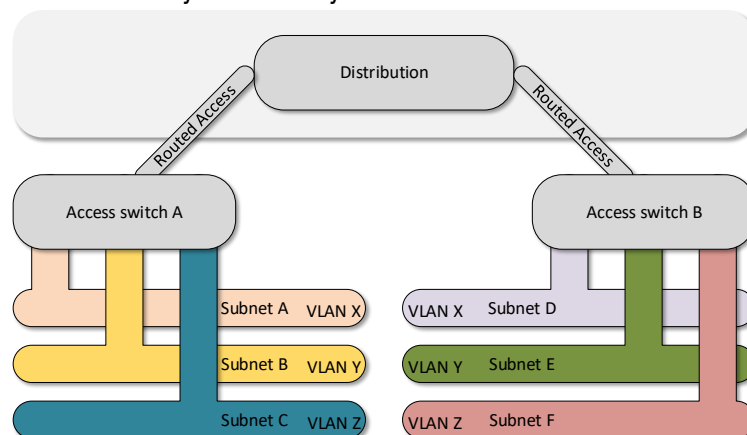 Distribution
Routed Access
Routed Access
Access switch A
Access switch B
Subnet A VLAN X
VLAN X Subnet D
Subnet B VLAN Y
VLAN Y Subnet E
Subnet C VLAN Z
VLAN Z Subnet F